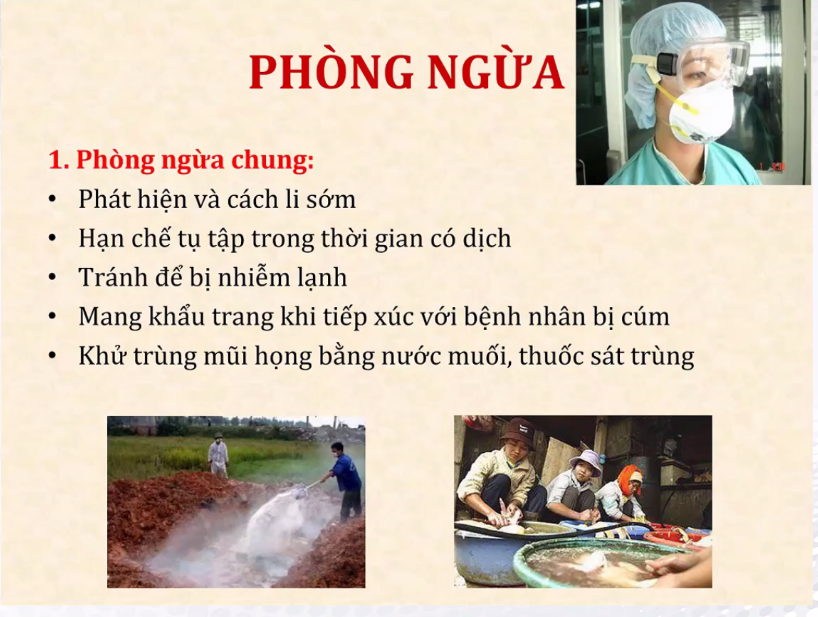 PHÒNG NGỪA
1. Phòng ngừa chung:
• Phát hiện và cách li sớm
• Hạn chế tụ tập trong thời gian có dịch
• Tránh để bị nhiễm lạnh
• Mang khẩu trang khi tiếp xúc với bệnh nhân bị cúm
• Khử trùng mũi họng bằng nước muối, thuốc sát trùng